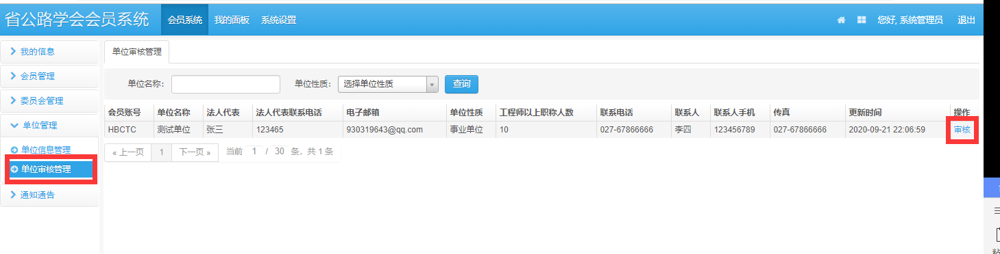 省公路学会会员系统 会员系统 我的面板 系统设置 您好, 系统管理员 退出
我的信息
会员管理
委员会管理
单位管理
单位信息管理
单位审核管理
通知通告
单位审核管理
单位名称: 单位性质: 选择单位性质 查询
会员账号 单位名称 法人代表 法人代表联系电话 电子邮箱 单位性质 工程师以上职称人数 联系电话 联系人 联系人手机 传真 更新时间 操作
HBCTC 测试单位 张三 123465 930319643@qq.com 事业单位 10 027-67866666 李四 123456789 027-67866666 2020-09-21 22:06:59 审核
« 上一页 1 下一页 » 当前 1 / 30 条，共 1 条